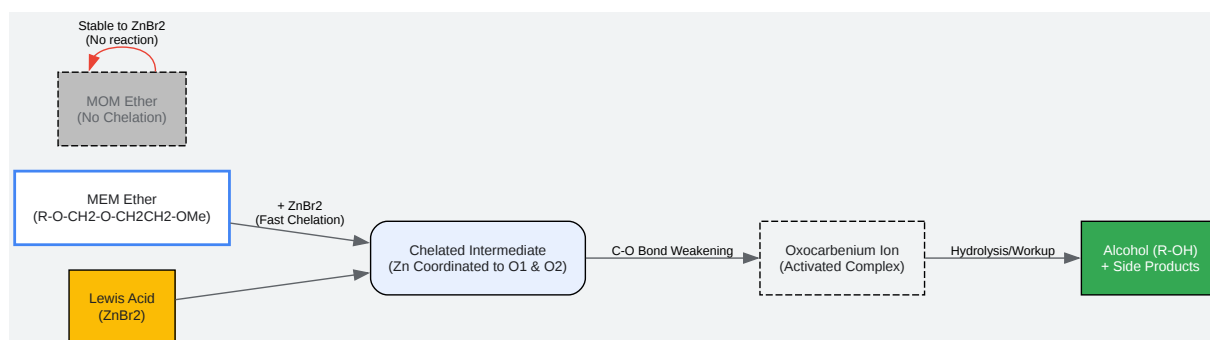 Stable to ZnBr2
(No reaction)
MOM Ether
(No Chelation)
MEM Ether
(R-O-CH2-O-CH2CH2-OMe)
+ ZnBr2
(Fast Chelation)
Lewis Acid
(ZnBr2)
Chelated Intermediate
(Zn Coordinated to O1 & O2)
C-O Bond Weakening
Oxocarbenium Ion
(Activated Complex)
Hydrolysis/Workup
Alcohol (R-OH)
+ Side Products